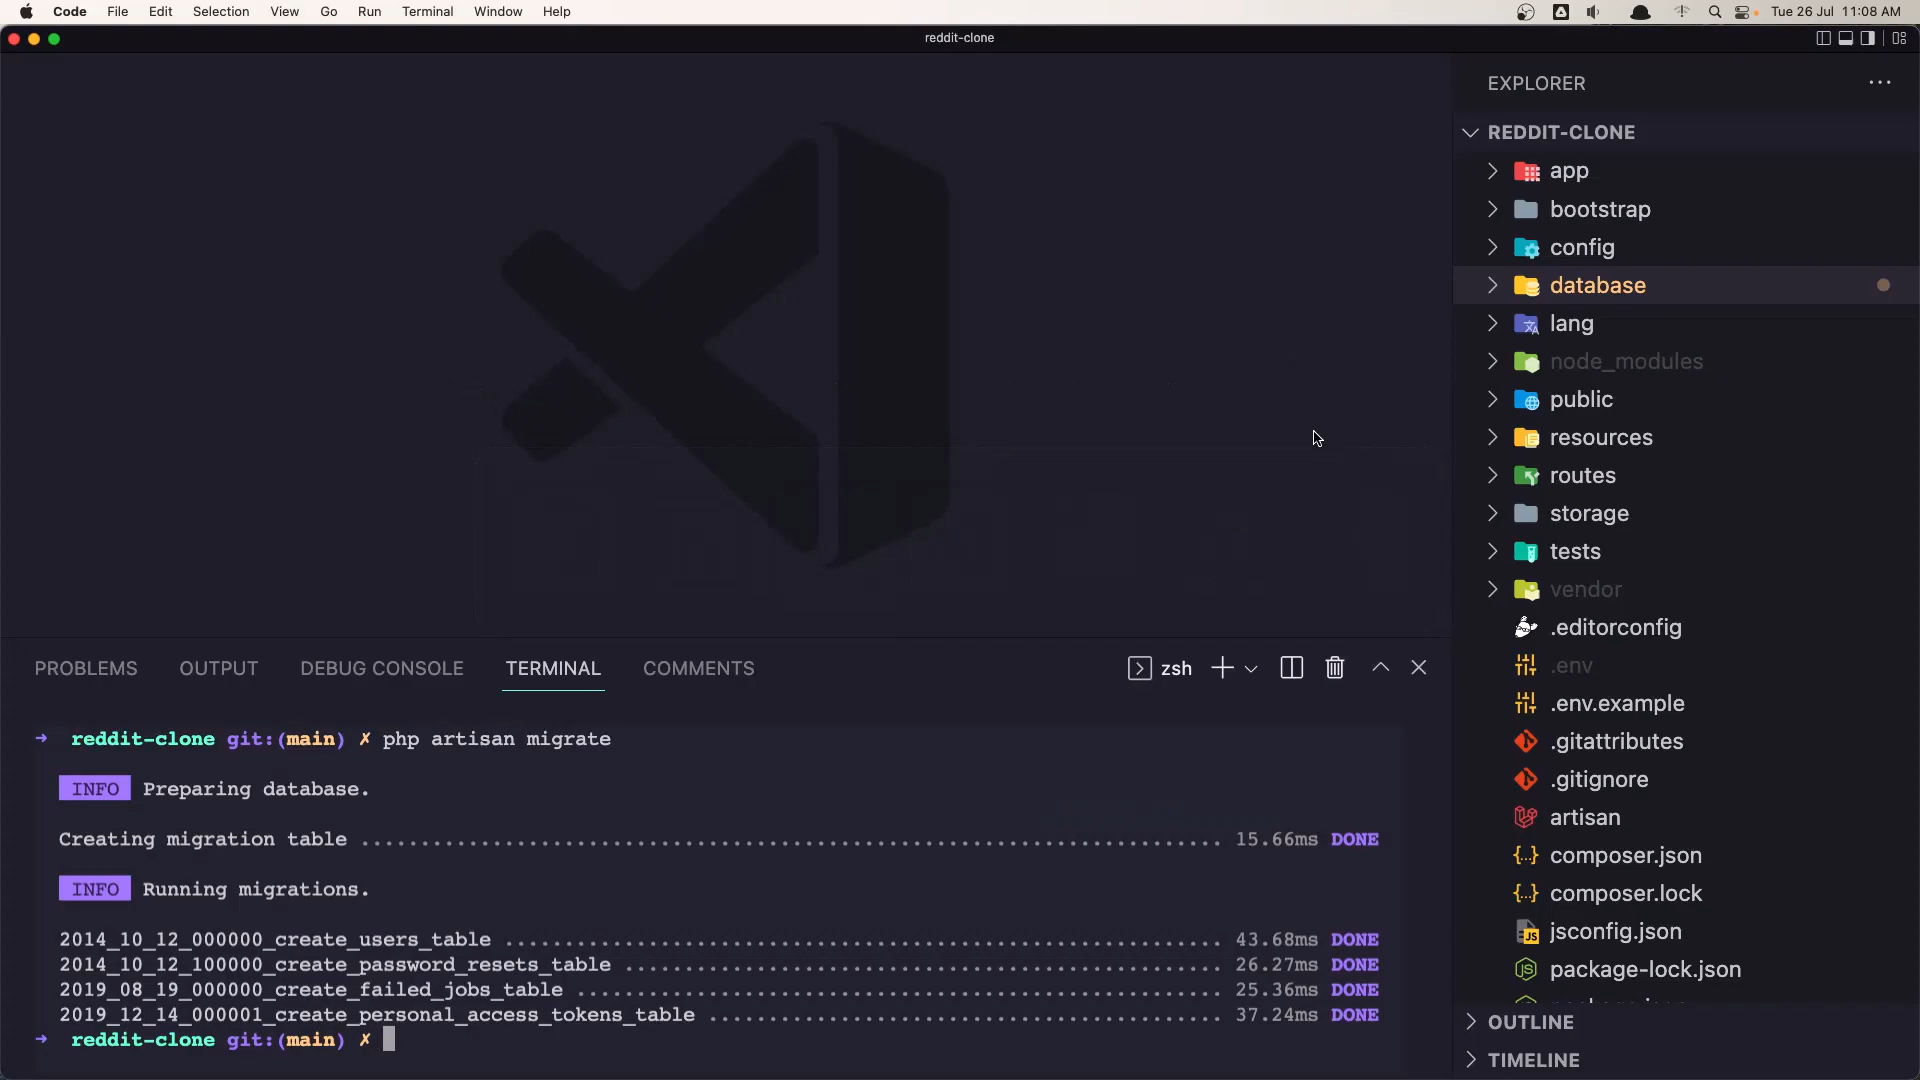 Code File Edit Selection View Go Run Terminal Window Help Tue 26 Jul 11:08 AM
reddit-clone
EXPLORER
REDDIT-CLONE
app
bootstrap
config
database
lang
node_modules
public
resources
routes
storage
tests
vendor
.editorconfig
.env
.env.example
.gitattributes
.gitignore
artisan
composer.json
composer.lock
jsconfig.json
package-lock.json
OUTLINE
TIMELINE
PROBLEMS OUTPUT DEBUG CONSOLE TERMINAL COMMENTS zsh
➜ reddit-clone git:(main) ✗ php artisan migrate
INFO Preparing database.
Creating migration table ........................................................................ 15.66ms DONE
INFO Running migrations.
2014_10_12_000000_create_users_table ............................................................ 43.68ms DONE
2014_10_12_100000_create_password_resets_table .................................................. 26.27ms DONE
2019_08_19_000000_create_failed_jobs_table ...................................................... 25.36ms DONE
2019_12_14_000001_create_personal_access_tokens_table ........................................... 37.24ms DONE
➜ reddit-clone git:(main) ✗